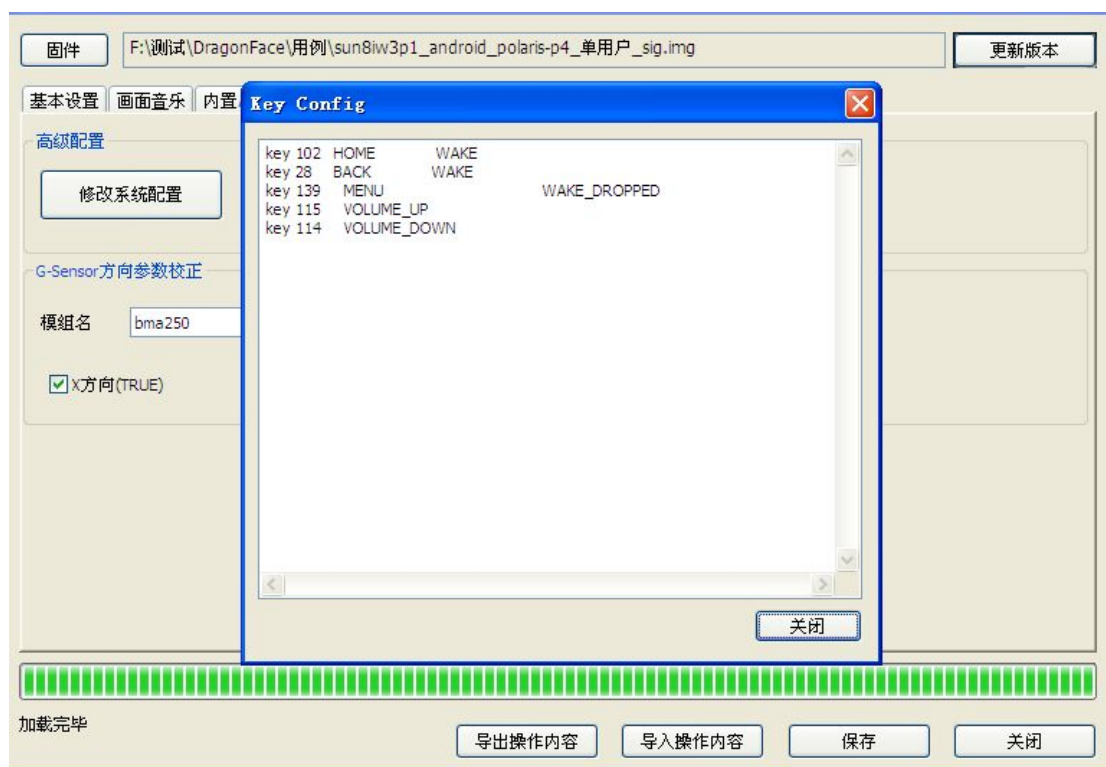 固件
F:\测试\DragonFace\用例\sun8iw3p1_android_polaris-p4_单用户_sig.img
更新版本
基本设置
画面音乐
内置
Key Config
高级配置
修改系统配置
key 102 HOME WAKE
key 28 BACK WAKE
key 139 MENU WAKE_DROPPED
key 115 VOLUME_UP
key 114 VOLUME_DOWN
G-Sensor方向参数校正
模组名
bma250
X方向(TRUE)
关闭
加载完毕
导出操作内容
导入操作内容
保存
关闭